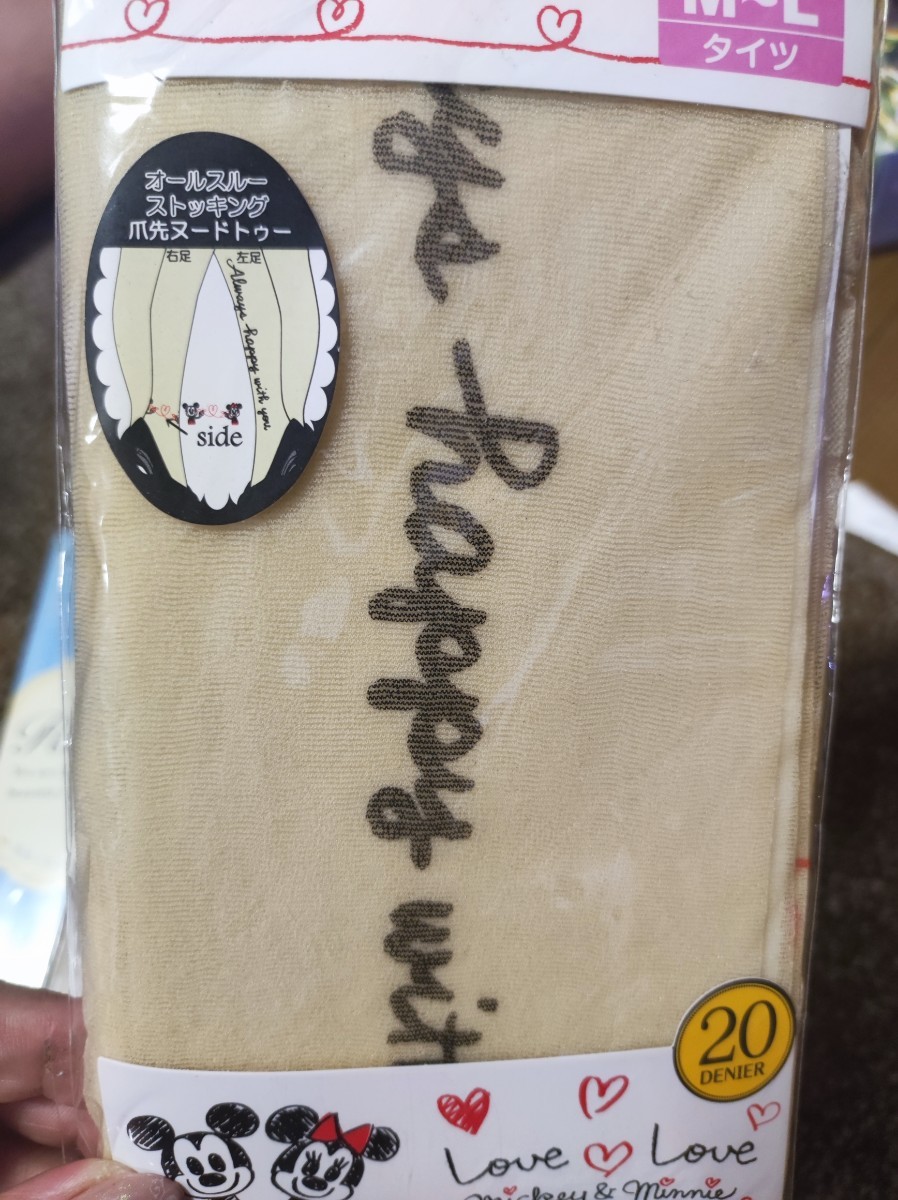 M~L
タイツ
オールスルー
ストッキング
爪先ヌードトゥー
右足 左足
Always happy with you
side
ys happy with
20
DENIER
Love Love
Mickey & Minnie